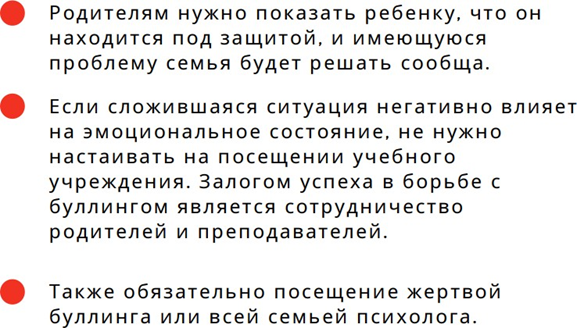 Родителям нужно показать ребенку, что он
находится под защитой, и имеющуюся
проблему семья будет решать сообща.
Если сложившаяся ситуация негативно влияет
на эмоциональное состояние, не нужно
настаивать на посещении учебного
учреждения. Залогом успеха в борьбе с
буллингом является сотрудничество
родителей и преподавателей.
Также обязательно посещение жертвой
буллинга или всей семьей психолога.